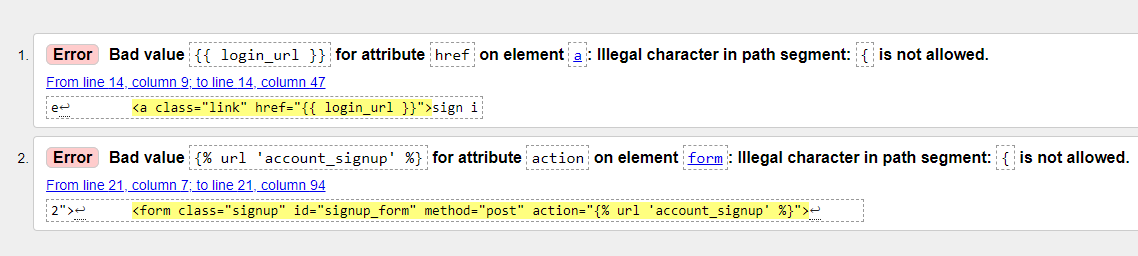 1. Error Bad value {{ login_url }} for attribute href on element a: Illegal character in path segment: { is not allowed.
From line 14, column 9; to line 14, column 47
e↩ <a class="link" href="{{ login_url }}">sign i
2. Error Bad value {% url 'account_signup' %} for attribute action on element form: Illegal character in path segment: { is not allowed.
From line 21, column 7; to line 21, column 94
2">↩ <form class="signup" id="signup_form" method="post" action="{% url 'account_signup' %}">↩